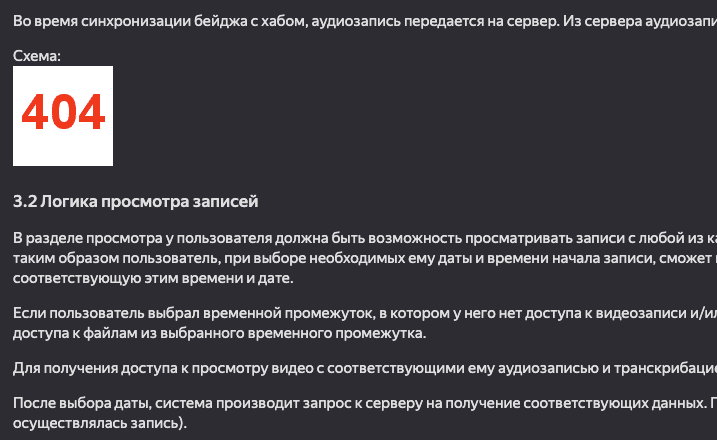 Во время синхронизации бейджа с хабом, аудиозапись передается на сервер. Из сервера
Схема:
404
3.2 Логика просмотра записей
В разделе просмотра у пользователя должна быть возможность просматривать записи с любой из
таким образом пользователь, при выборе необходимых ему даты и времени начала записи, сможет
соответствующую этим времени и дате.
Если пользователь выбрал временной промежуток, в котором у него нет доступа к видеозаписи
доступа к файлам из выбранного временного промежутка.
Для получения доступа к просмотру видео с соответствующими ему аудиозаписью и
После выбора даты, система производит запрос к серверу на получение соответствующих данных.
осуществлялась запись).